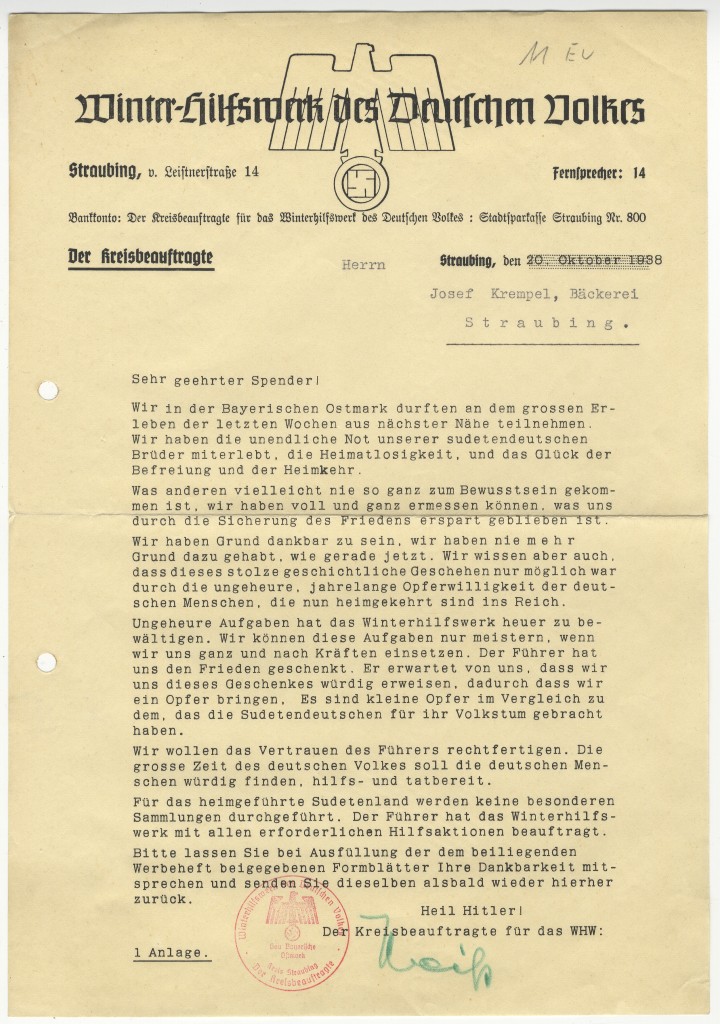 11 EU
Winter-Hilfswerk des Deutschen Volkes
Straubing, v. Leistnerstraße 14 Fernsprecher: 14
Bankkonto: Der Kreisbeauftragte für das Winterhilfswerk des Deutschen Volkes : Stadtsparkasse Straubing Nr. 800
Der Kreisbeauftragte
Straubing, den 20. Oktober 1938
Herrn
Josef Krempel, Bäckerei
Straubing.
Sehr geehrter Spender!
Wir in der Bayerischen Ostmark durften an dem grossen Er-
leben der letzten Wochen aus nächster Nähe teilnehmen.
Wir haben die unendliche Not unserer sudetendeutschen
Brüder miterlebt, die Heimatlosigkeit, und das Glück der
Befreiung und der Heimkehr.
Was anderen vielleicht nie so ganz zum Bewusstsein gekom-
men ist, wir haben voll und ganz ermessen können, was uns
durch die Sicherung des Friedens erspart geblieben ist.
Wir haben Grund dankbar zu sein, wir haben nie mehr
Grund dazu gehabt, wie gerade jetzt. Wir wissen aber auch,
dass dieses stolze geschichtliche Geschehen nur möglich war
durch die ungeheure, jahrelange Opferwilligkeit der deut-
schen Menschen, die nun heimgekehrt sind ins Reich.
Ungeheure Aufgaben hat das Winterhilfswerk heuer zu be-
wältigen. Wir können diese Aufgaben nur meistern, wenn
wir uns ganz und nach Kräften einsetzen. Der Führer hat
uns den Frieden geschenkt. Er erwartet von uns, dass wir
uns dieses Geschenkes würdig erweisen, dadurch dass wir
ein Opfer bringen. Es sind kleine Opfer im Vergleich zu
dem, das die Sudetendeutschen für ihr Volkstum gebracht
haben.
Wir wollen das Vertrauen des Führers rechtfertigen. Die
grosse Zeit des deutschen Volkes soll die deutschen Men-
schen würdig finden, hilfs- und tatbereit.
Für das heimgeführte Sudetenland werden keine besonderen
Sammlungen durchgeführt. Der Führer hat das Winterhilfs-
werk mit allen erforderlichen Hilfsaktionen beauftragt.
Bitte lassen Sie bei Ausfüllung der dem beiliegenden
Werbeheft beigegebenen Formblätter Ihre Dankbarkeit mit-
sprechen und senden Sie dieselben alsbald wieder hierher
zurück.
Heil Hitler!
Der Kreisbeauftragte für das WHW:
1 Anlage.
Winterhilfswerk des Deutschen Volkes
Gau Bayerische
Ostmark
Kreis Straubing
Der Kreisbeauftragte